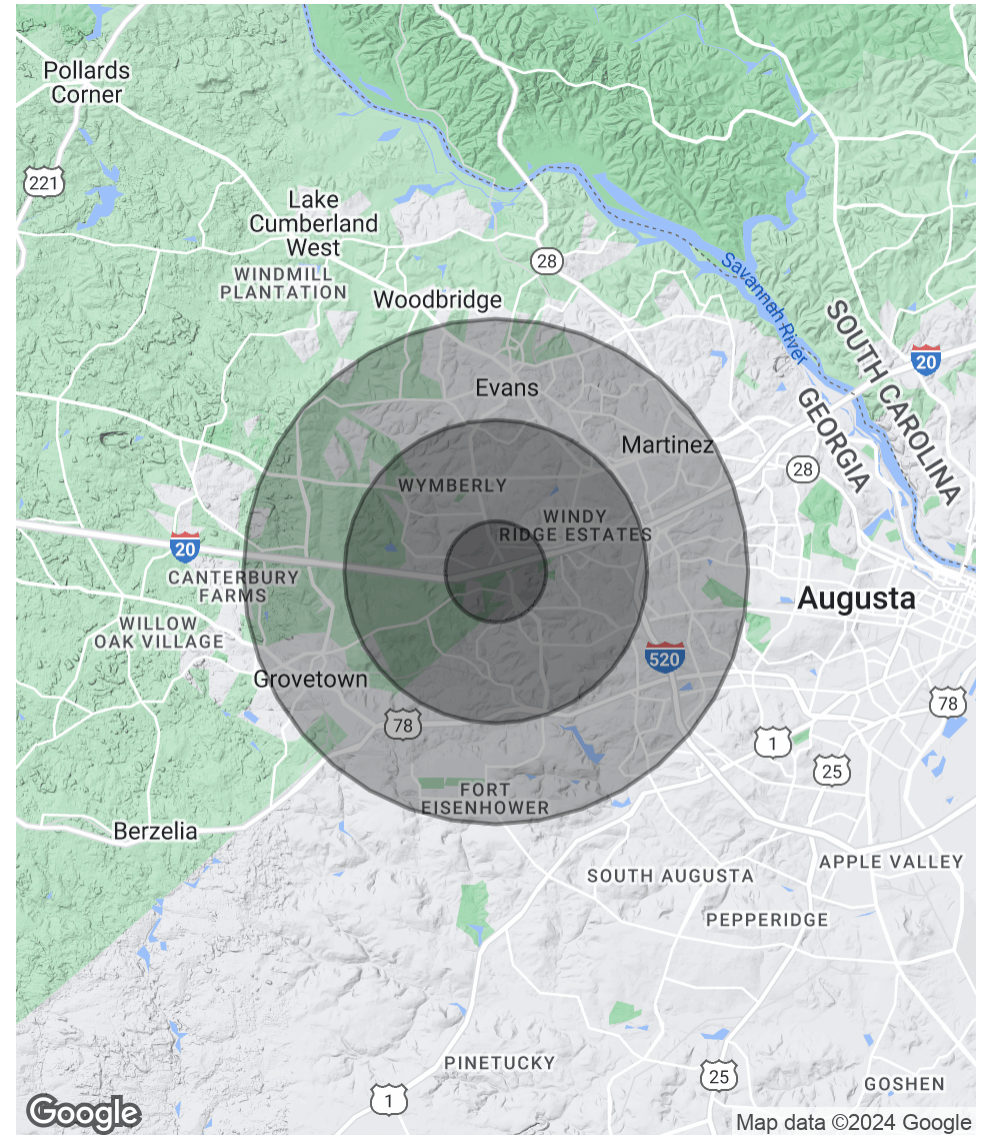 Pollards
Corner
221
Lake
Cumberland
West
WINDMILL
PLANTATION
28
Woodbridge
Savannah River
SOUTH CAROLINA
GEORGIA
20
Evans
Martinez
28
WYMBERLY
WINDY
RIDGE ESTATES
20
CANTERBURY
FARMS
Augusta
WILLOW
OAK VILLAGE
520
Grovetown
78
78
1
25
FORT
EISENHOWER
Berzelia
SOUTH AUGUSTA
APPLE VALLEY
PEPPERIDGE
PINETUCKY
25
GOSHEN
1
Google
Map data ©2024 Google